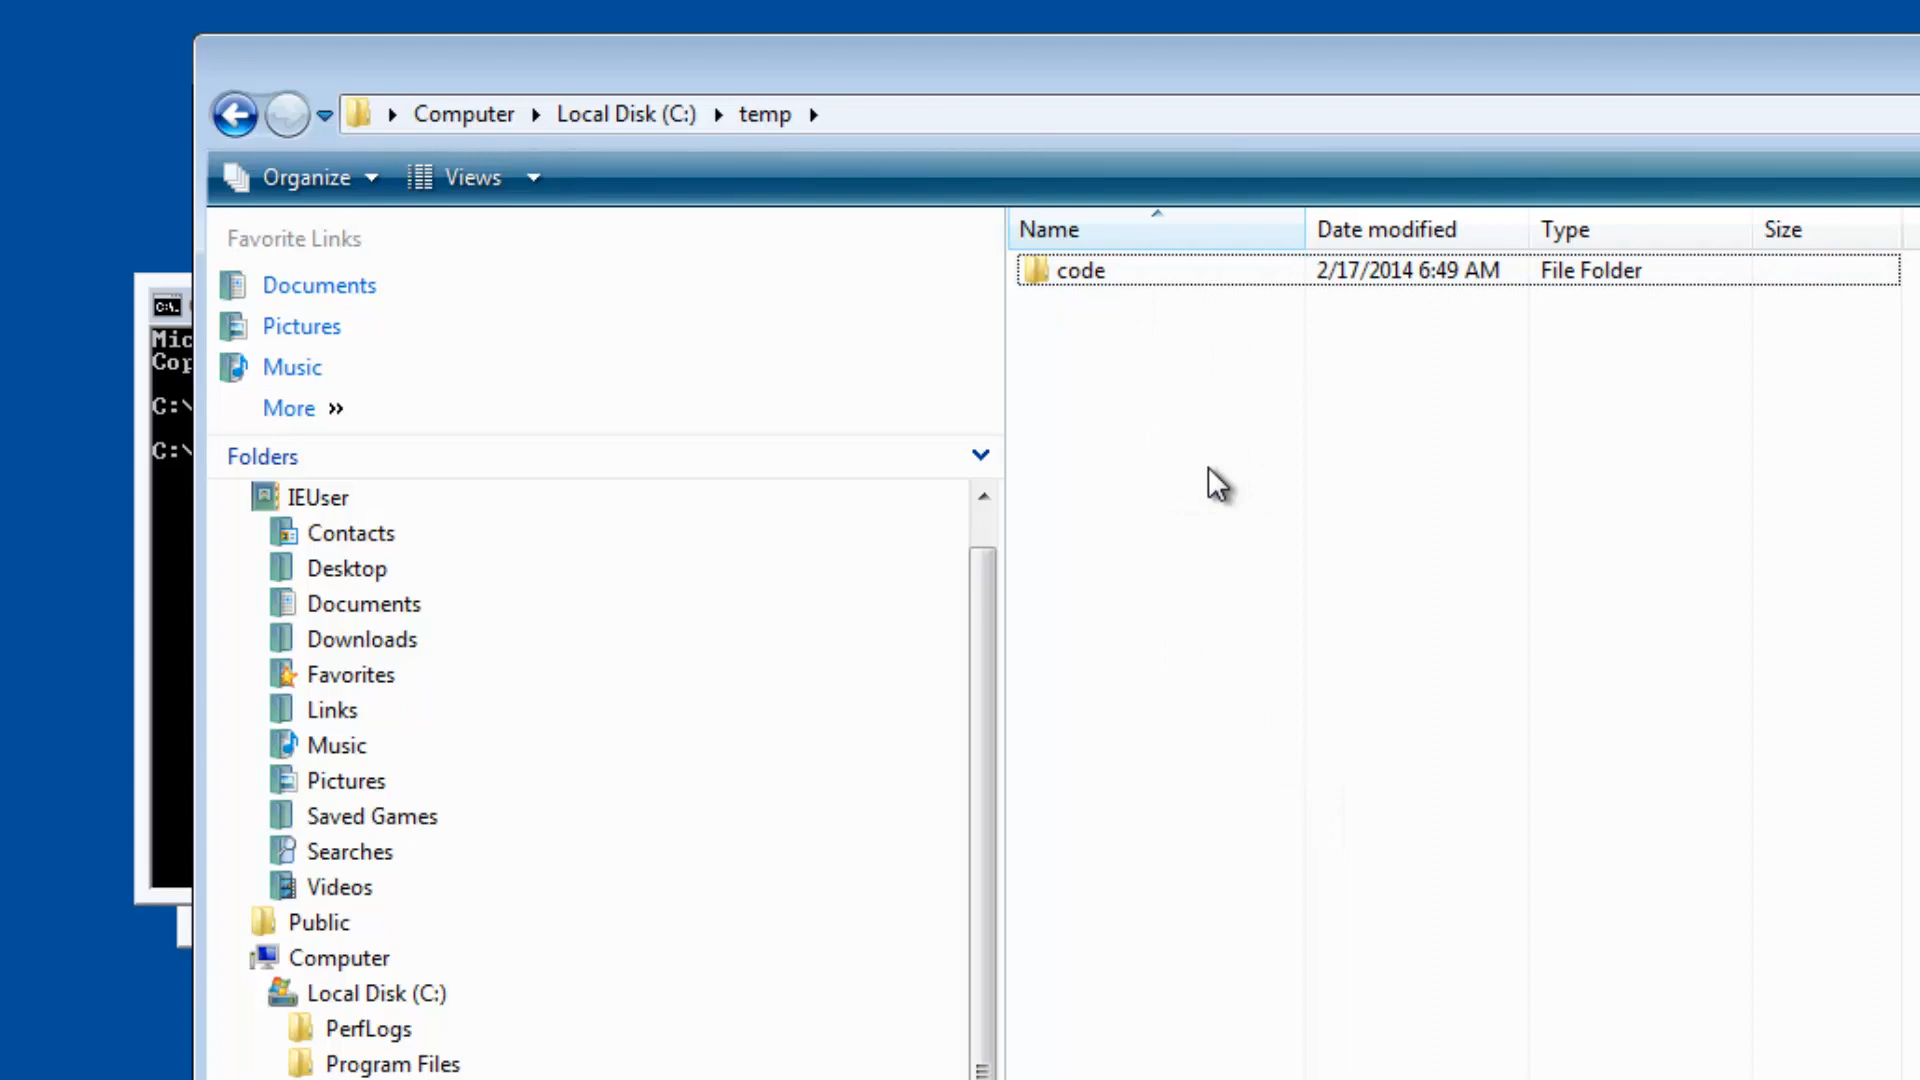 Computer Local Disk (C:) temp
Organize Views
Name Date modified Type Size
code 2/17/2014 6:49 AM File Folder
Favorite Links
Documents
Pictures
Music
More »
Folders
IEUser
Contacts
Desktop
Documents
Downloads
Favorites
Links
Music
Pictures
Saved Games
Searches
Videos
Public
Computer
Local Disk (C:)
PerfLogs
Program Files
C:\.
Mic
Cop
C:\
C:\